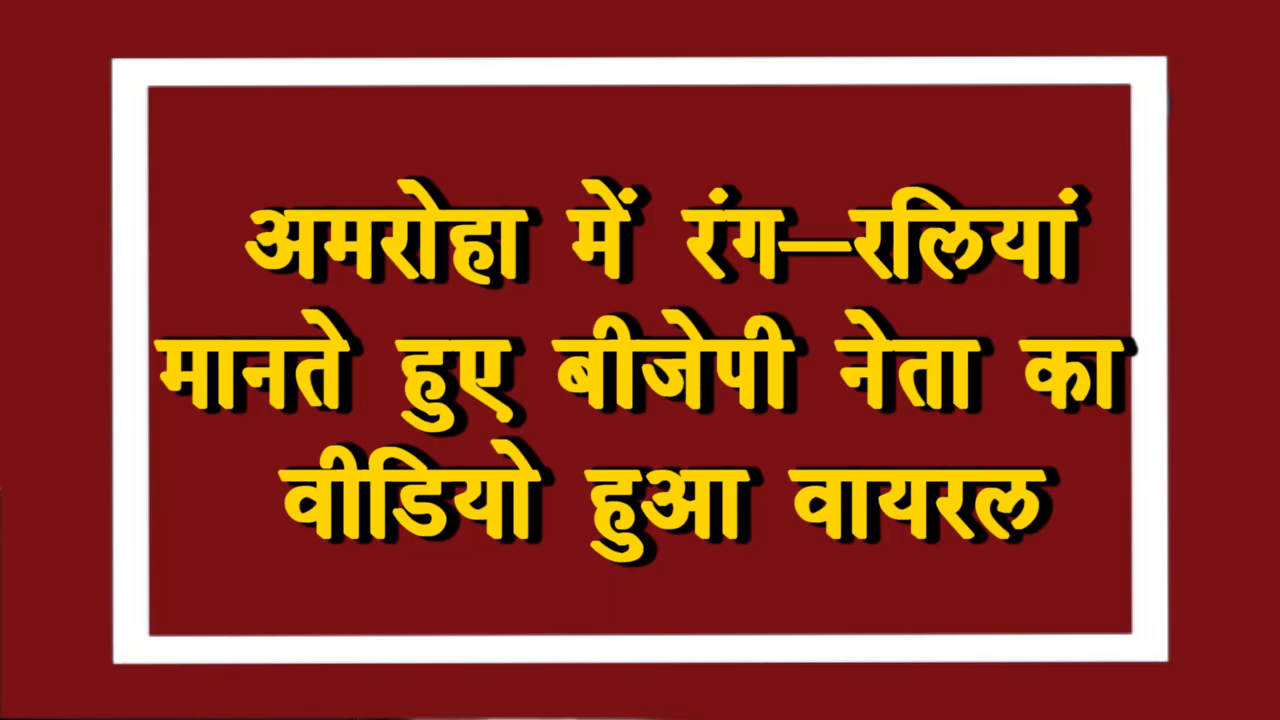 अमरोहा में रंग–रलियां
मानते हुए बीजेपी नेता का
वीडियो हुआ वायरल